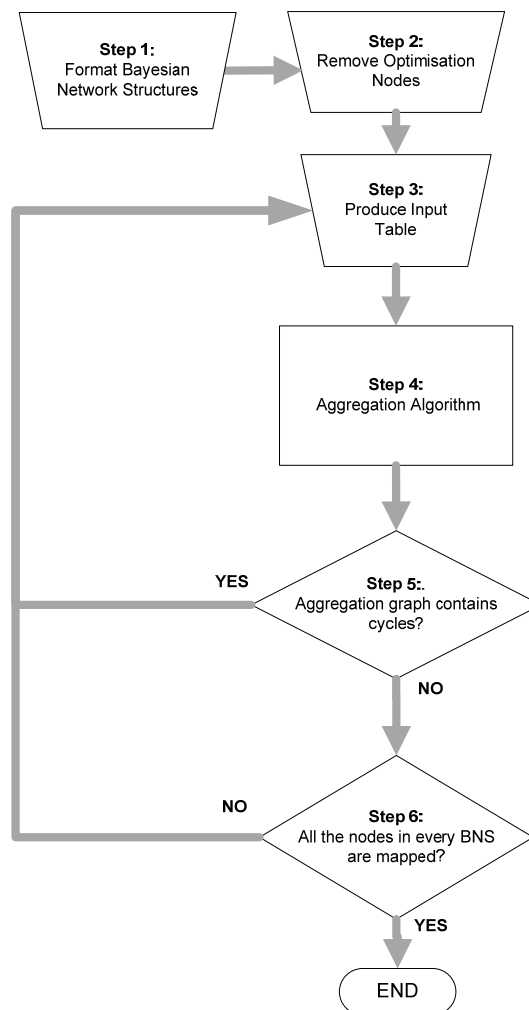 Step 1:
Format Bayesian
Network Structures
Step 2:
Remove Optimisation
Nodes
Step 3:
Produce Input
Table
Step 4:
Aggregation Algorithm
YES
Step 5:.
Aggregation graph contains
cycles?
NO
NO
Step 6:
All the nodes in every BNS
are mapped?
YES
END